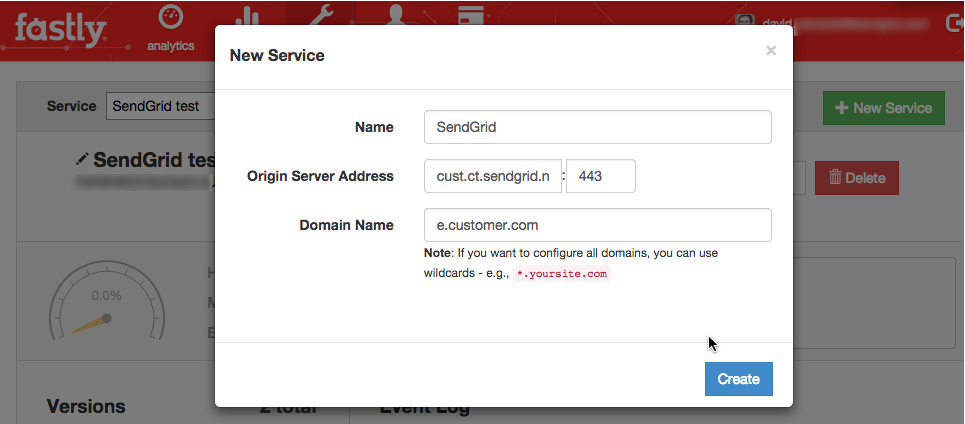 fastly.
analytics
david
New Service
×
Service
SendGrid test
New Service
Name
SendGrid
SendGrid tes
Origin Server Address
cust.ct.sendgrid.n
:
443
Delete
Domain Name
e.customer.com
Note: If you want to configure all domains, you can use
wildcards - e.g., *.yoursite.com
0.0%
H
M
E
Create
Versions
2 total
Event Log